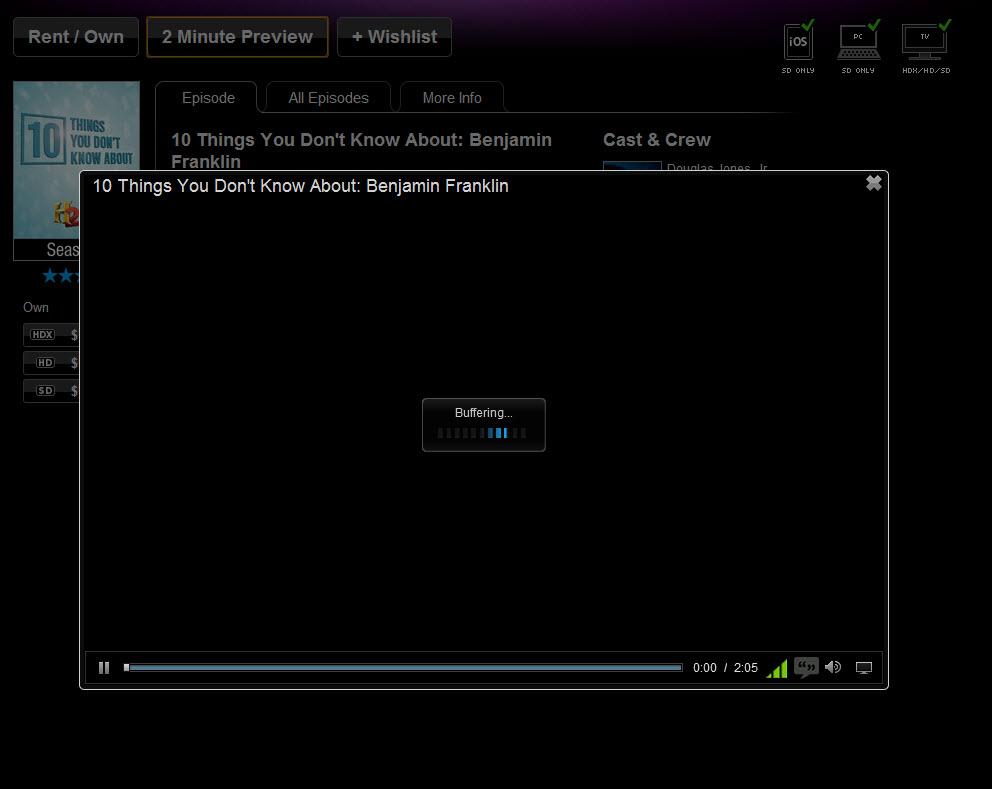 Rent / Own
2 Minute Preview
+ Wishlist
iOS
PC
TV
SD ONLY
SD ONLY
HDX/HD/SD
Episode
All Episodes
More Info
10 THINGS
YOU DON'T
KNOW ABOUT
H
Seas
10 Things You Don't Know About: Benjamin
Franklin
Cast & Crew
Douglas Jones, Jr.
10 Things You Don't Know About: Benjamin Franklin
Own
HDX $
HD $
SD $
Buffering...
0:00 / 2:05